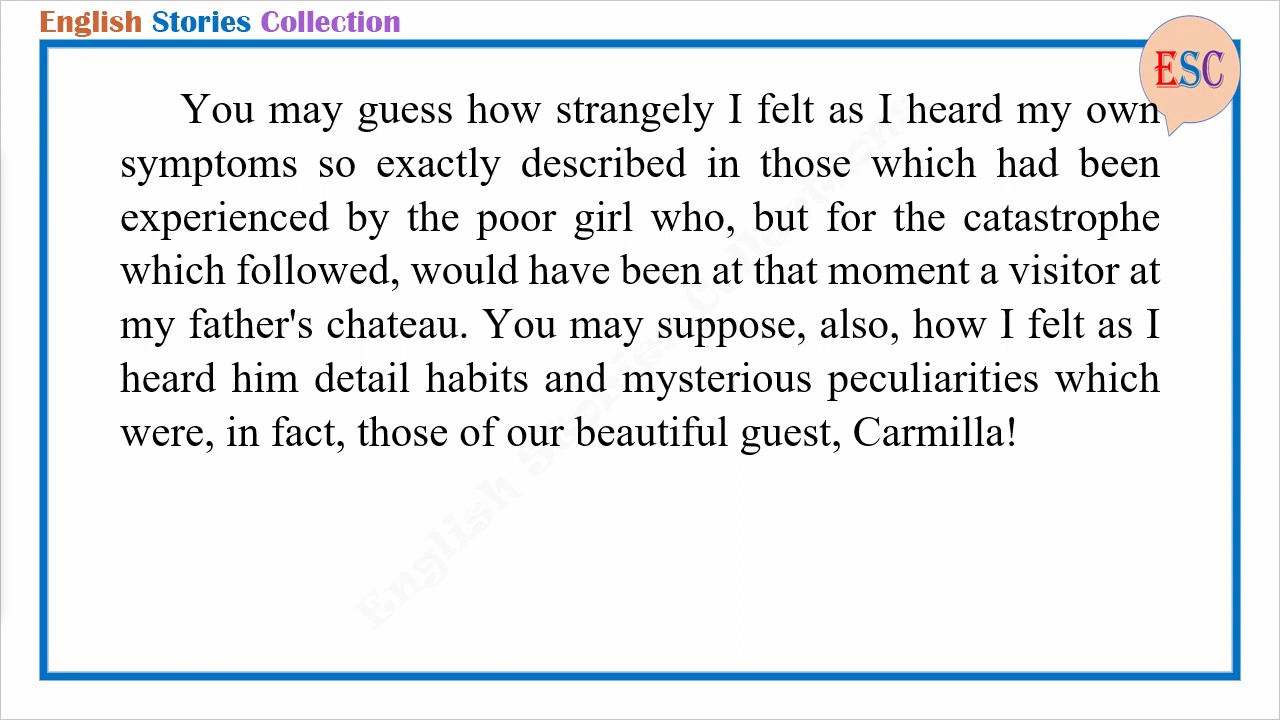 English Stories Collection
ESC
You may guess how strangely I felt as I heard my own
symptoms so exactly described in those which had been
experienced by the poor girl who, but for the catastrophe
which followed, would have been at that moment a visitor at
my father's chateau. You may suppose, also, how I felt as I
heard him detail habits and mysterious peculiarities which
were, in fact, those of our beautiful guest, Carmilla!